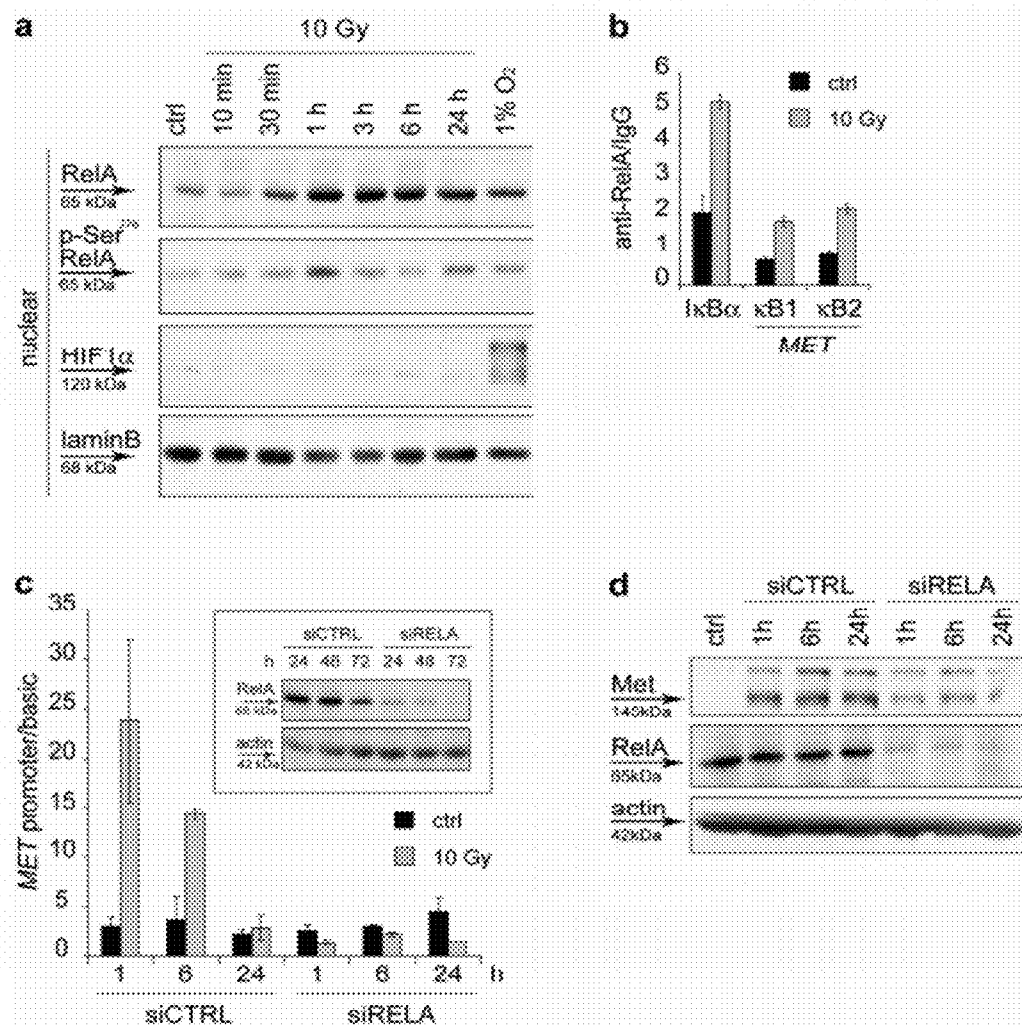 a
10 Gy
ctrl 10 min 30 min 1 h 3 h 6 h 24 h 1% O2
RelA
65 kDa
p-Ser
RelA
65 kDa
HIF1α
120 kDa
laminB
68 kDa
nuclear
b
anti-RelA/IgG
6
5
4
3
2
1
0
ctrl
10 Gy
IκBα κB1 κB2
MET
c
MET promoter/basic
35
30
25
20
15
10
5
0
siCTRL siRELA
h 24 48 72 24 48 72
RelA
65 kDa
actin
42 kDa
ctrl
10 Gy
1 6 24 1 6 24 h
siCTRL siRELA
d
siCTRL siRELA
ctrl 1h 6h 24h 1h 6h 24h
Met
145kDa
RelA
65kDa
actin
42kDa